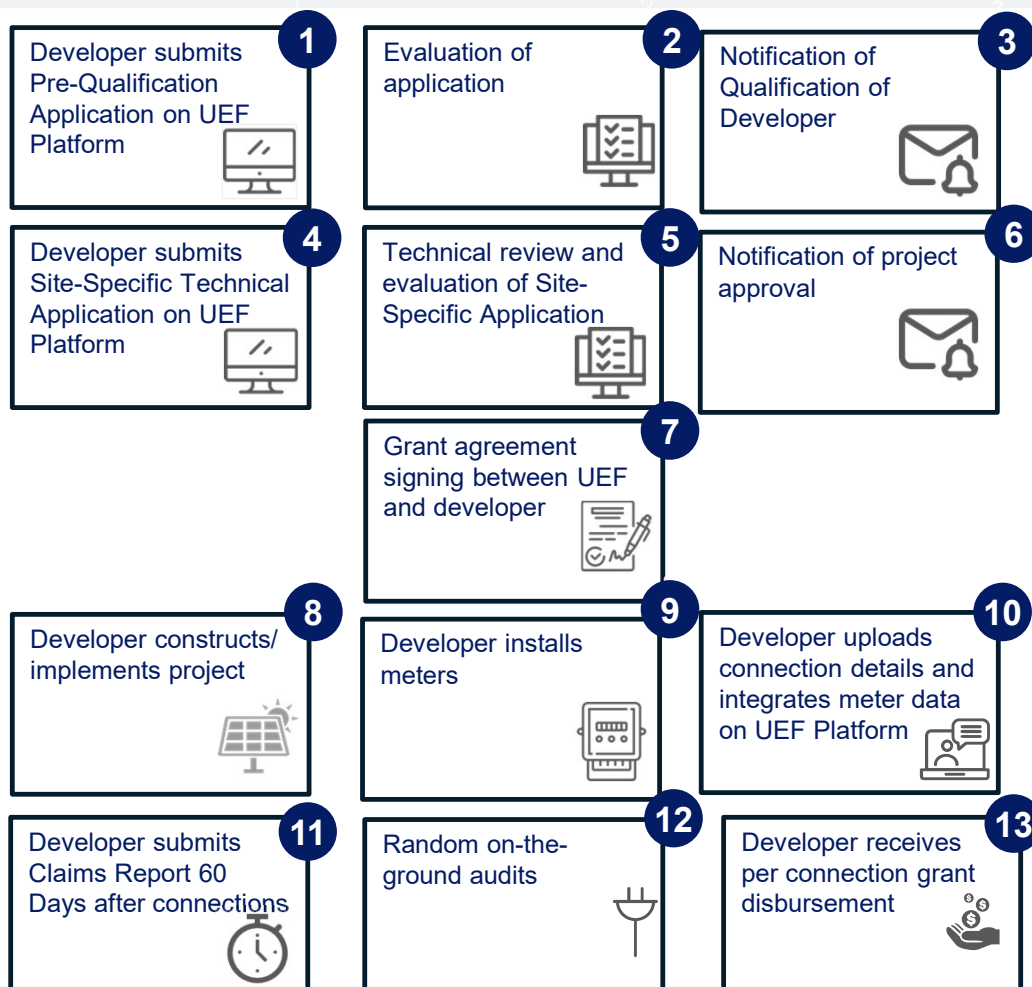 1
Developer submits
Pre-Qualification
Application on UEF
Platform
2
Evaluation of
application
3
Notification of
Qualification of
Developer
4
Developer submits
Site-Specific Technical
Application on UEF
Platform
5
Technical review and
evaluation of Site-
Specific Application
6
Notification of project
approval
7
Grant agreement
signing between UEF
and developer
8
Developer constructs/
implements project
9
Developer installs
meters
10
Developer uploads
connection details and
integrates meter data
on UEF Platform
11
Developer submits
Claims Report 60
Days after connections
12
Random on-the-
ground audits
13
Developer receives
per connection grant
disbursement